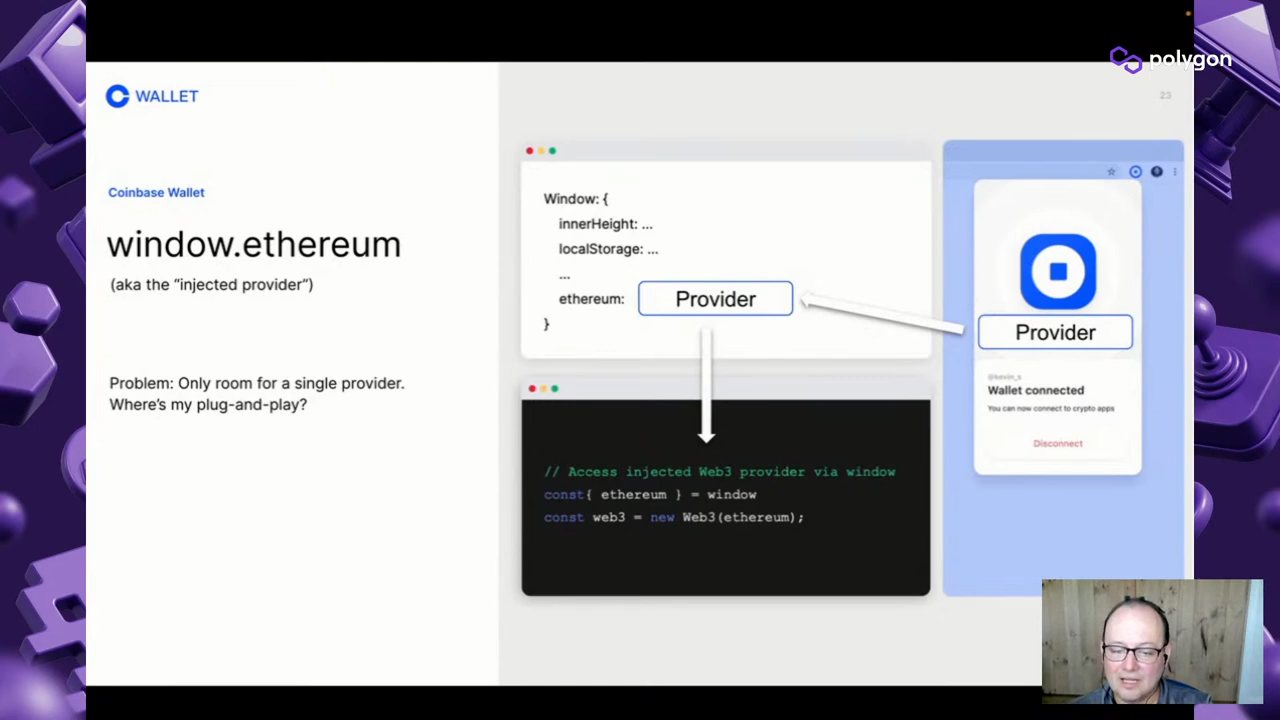 polygon
WALLET
23
Coinbase Wallet
window.ethereum
(aka the “injected provider”)
Problem: Only room for a single provider.
Where’s my plug-and-play?
Window: {
innerHeight: ...
localStorage: ...
...
ethereum: Provider
}
// Access injected Web3 provider via window
const{ ethereum } = window
const web3 = new Web3(ethereum);
Provider
@kevin_s
Wallet connected
You can now connect to crypto apps
Disconnect